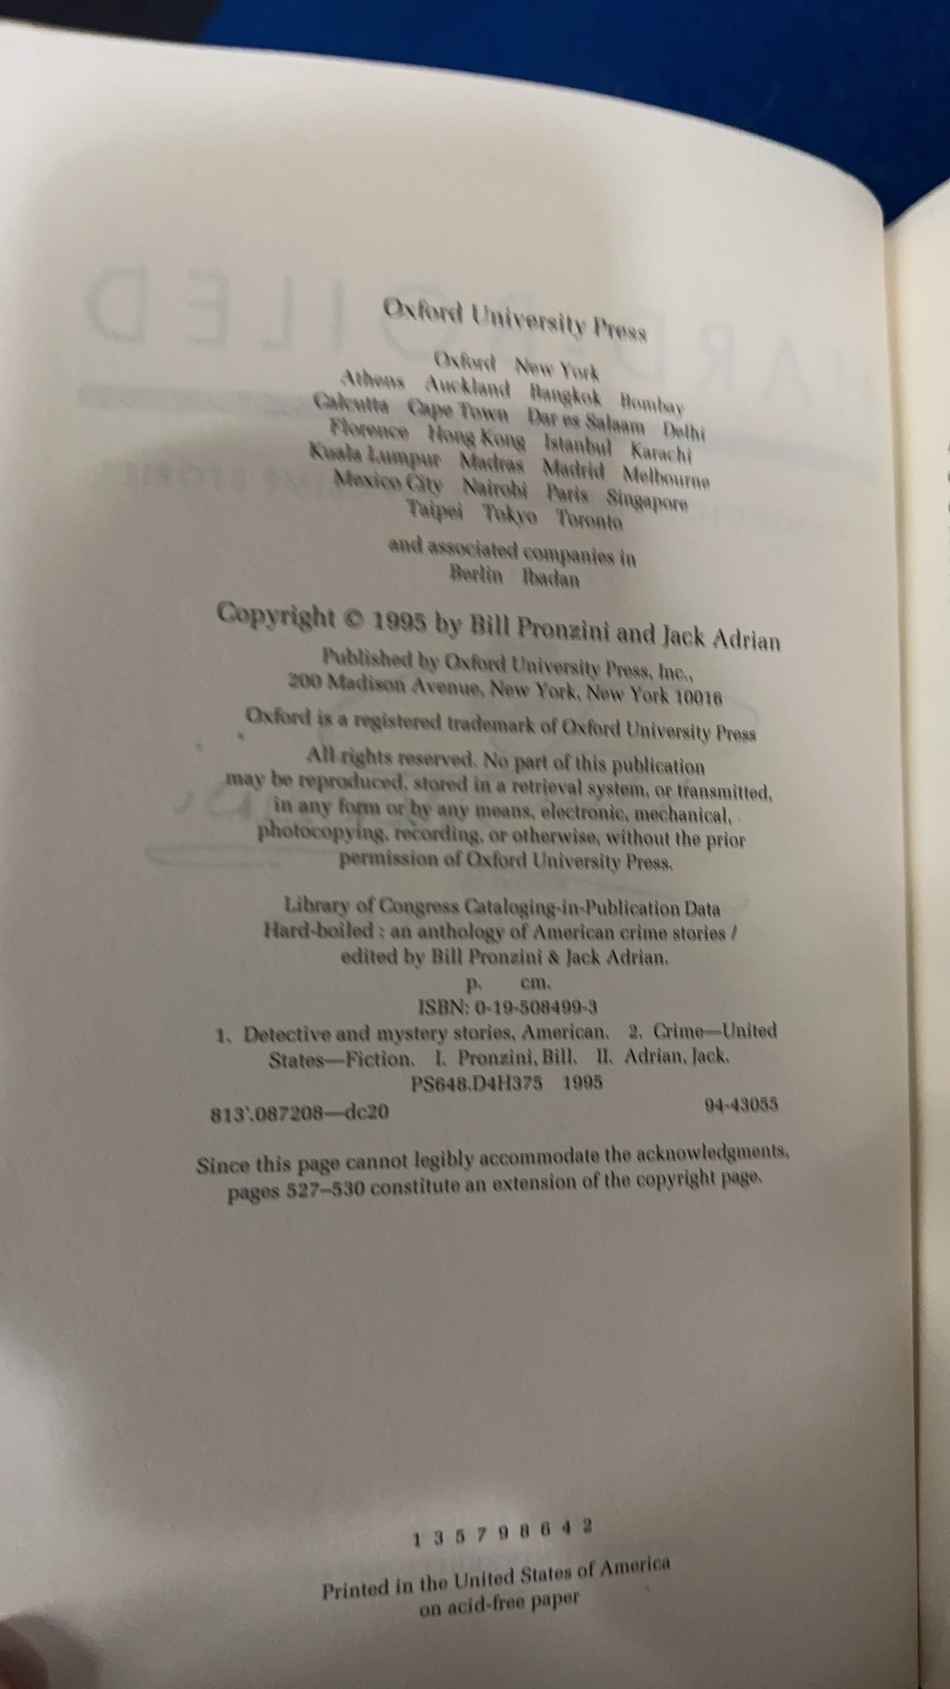 Oxford University Press
Oxford New York
Athens Auckland Bangkok Bombay
Calcutta Cape Town Dar es Salaam Delhi
Florence Hong Kong Istanbul Karachi
Kuala Lumpur Madras Madrid Melbourne
Mexico City Nairobi Paris Singapore
Taipei Tokyo Toronto
and associated companies in
Berlin Ibadan
Copyright © 1995 by Bill Pronzini and Jack Adrian
Published by Oxford University Press, Inc.,
200 Madison Avenue, New York, New York 10016
Oxford is a registered trademark of Oxford University Press
All rights reserved. No part of this publication
may be reproduced, stored in a retrieval system, or transmitted,
in any form or by any means, electronic, mechanical,
photocopying, recording, or otherwise, without the prior
permission of Oxford University Press.
Library of Congress Cataloging-in-Publication Data
Hard-boiled : an anthology of American crime stories /
edited by Bill Pronzini & Jack Adrian.
p. cm.
ISBN: 0-19-508499-3
1. Detective and mystery stories, American. 2. Crime—United
States—Fiction. I. Pronzini, Bill. II. Adrian, Jack.
PS648.D4H375 1995
813'.087208—dc20 94-43055
Since this page cannot legibly accommodate the acknowledgments,
pages 527–530 constitute an extension of the copyright page.
1 3 5 7 9 8 6 4 2
Printed in the United States of America
on acid-free paper